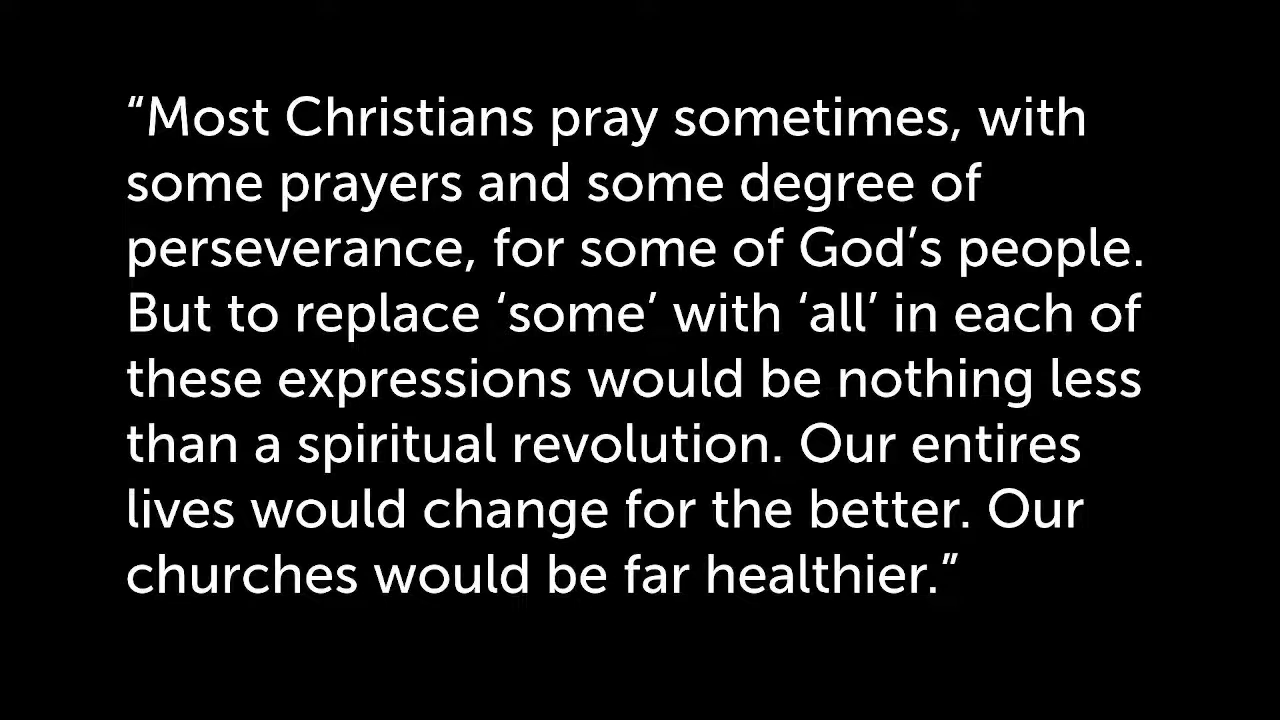 “Most Christians pray sometimes, with
some prayers and some degree of
perseverance, for some of God’s people.
But to replace ‘some’ with ‘all’ in each of
these expressions would be nothing less
than a spiritual revolution. Our entires
lives would change for the better. Our
churches would be far healthier.”